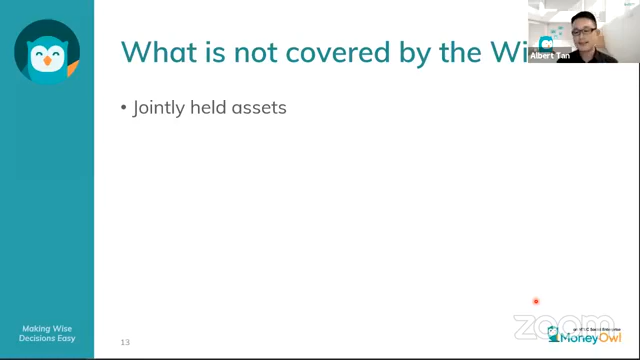 What is not covered by the Wi
Albert Tan
• Jointly held assets
Making Wise
Decisions Easy
13
zoom
MoneyOwl